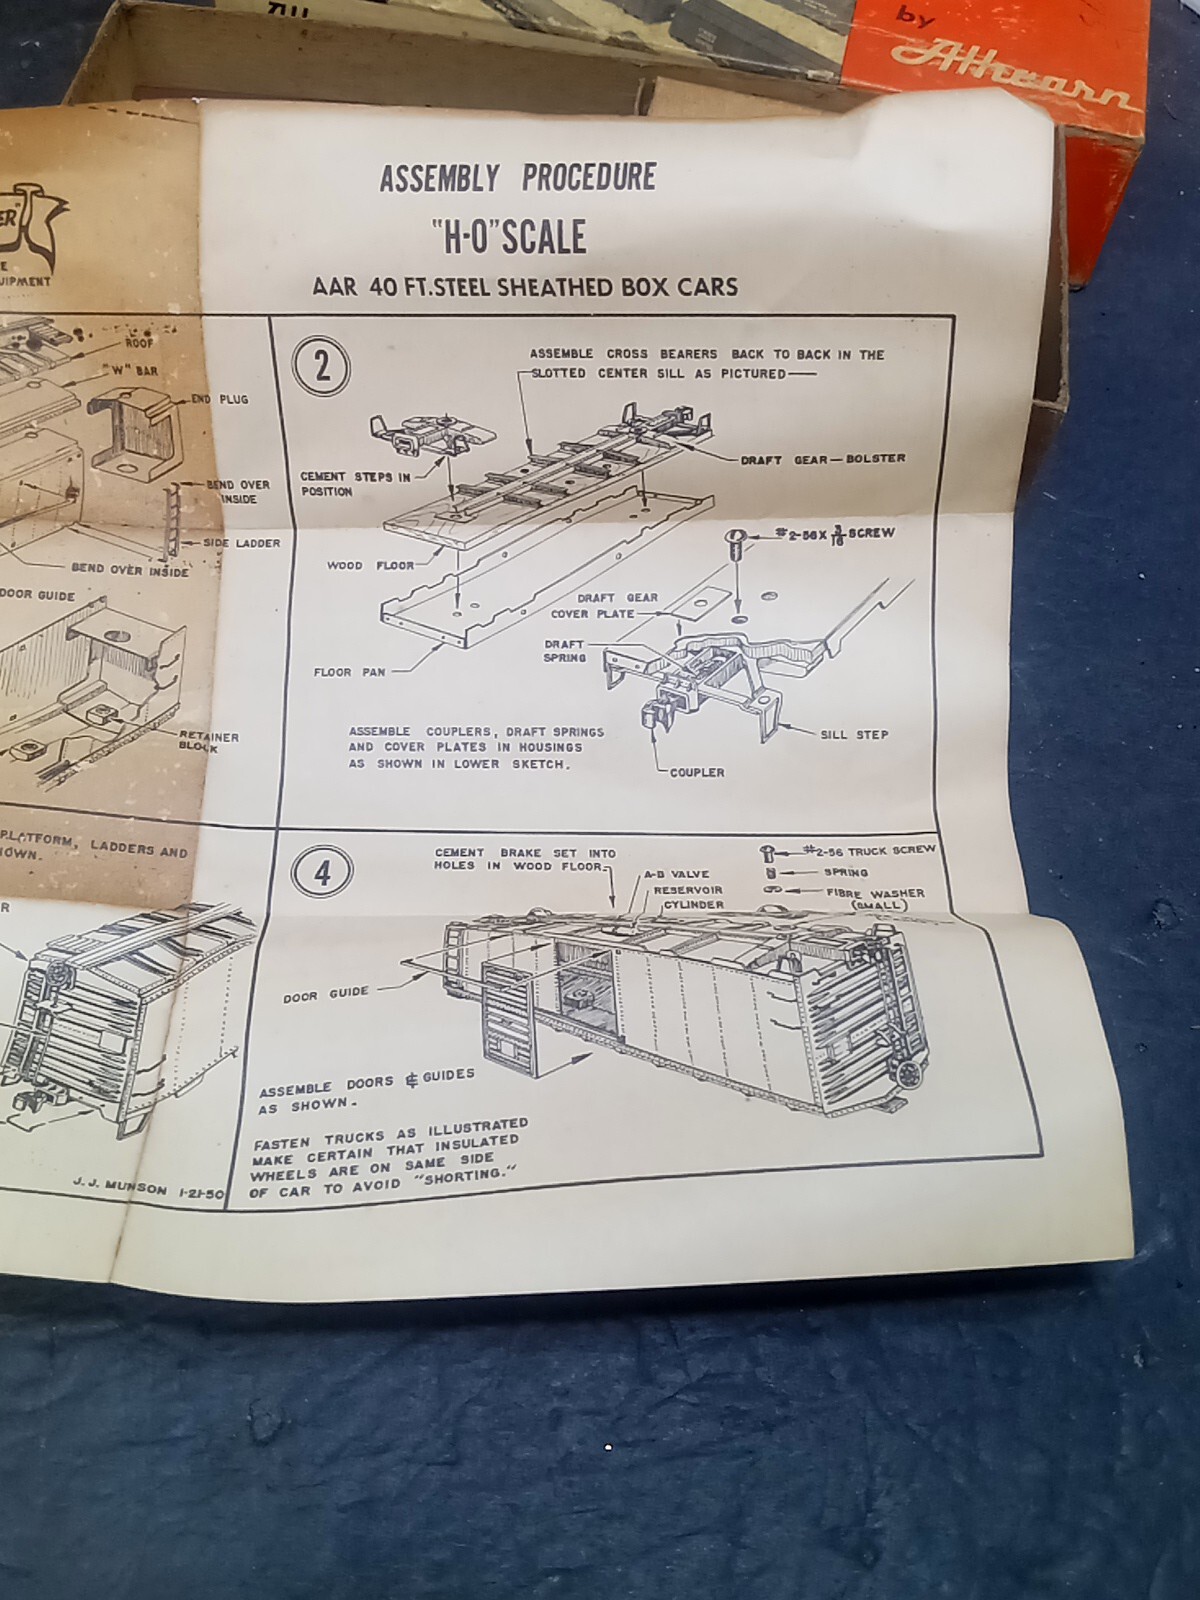 by
Athearn
ASSEMBLY PROCEDURE
"H-O" SCALE
AAR 40 FT. STEEL SHEATHED BOX CARS
ROOF
"W" BAR
END PLUG
BEND OVER
INSIDE
SIDE LADDER
BEND OVER INSIDE
DOOR GUIDE
RETAINER
BLOCK
2
ASSEMBLE CROSS BEARERS BACK TO BACK IN THE
SLOTTED CENTER SILL AS PICTURED
CEMENT STEPS IN
POSITION
DRAFT GEAR—BOLSTER
#2-56 X 3/16 SCREW
WOOD FLOOR
DRAFT GEAR
COVER PLATE
DRAFT
SPRING
FLOOR PAN
ASSEMBLE COUPLERS, DRAFT SPRINGS
AND COVER PLATES IN HOUSINGS
AS SHOWN IN LOWER SKETCH.
SILL STEP
COUPLER
PLATFORM, LADDERS AND
4
CEMENT BRAKE SET INTO
HOLES IN WOOD FLOOR.
A-B VALVE
RESERVOIR
CYLINDER
#2-56 TRUCK SCREW
SPRING
FIBRE WASHER
(SMALL)
DOOR GUIDE
ASSEMBLE DOORS & GUIDES
AS SHOWN.
FASTEN TRUCKS AS ILLUSTRATED
MAKE CERTAIN THAT INSULATED
WHEELS ARE ON SAME SIDE
OF CAR TO AVOID "SHORTING."
J. J. MUNSON 1-21-50